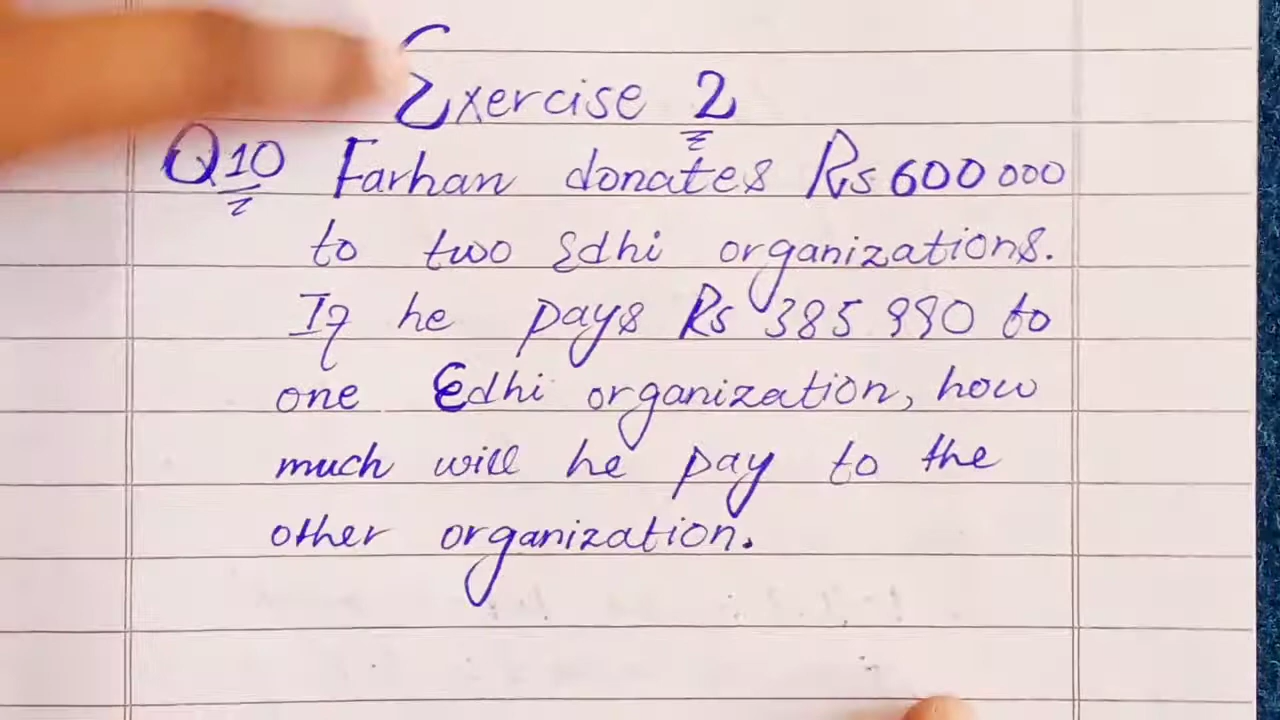 Exercise 2
Q10 Farhan donates Rs 600 000
to two Edhi organizations.
If he pays Rs 385 990 to
one Edhi organization, how
much will he pay to the
other organization.